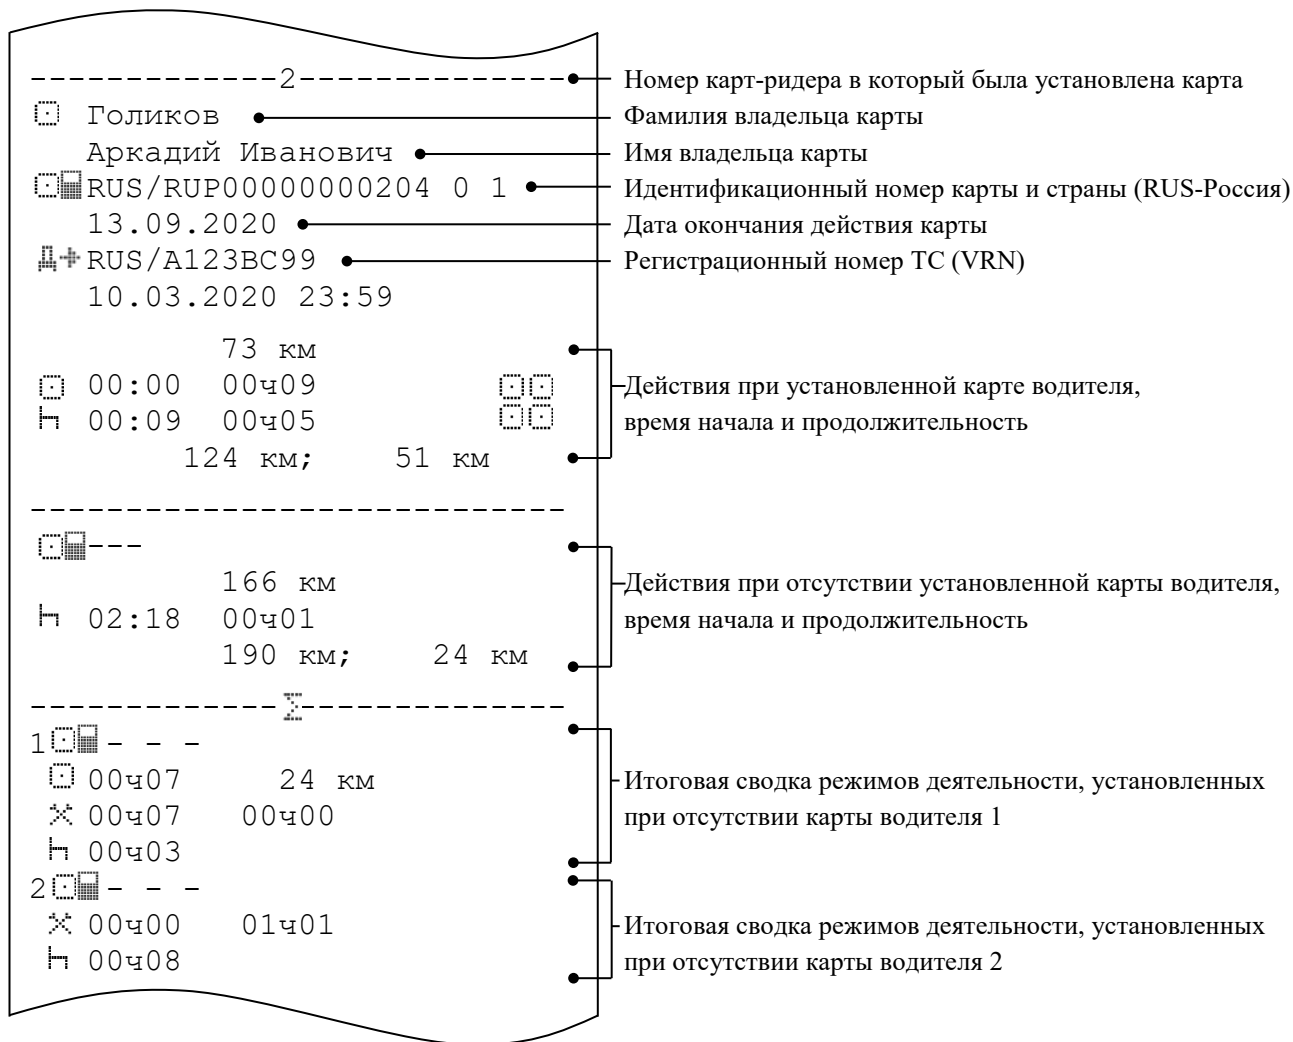 --------------2-------------- Номер карт-ридера в который была установлена карта
Голиков Фамилия владельца карты
Аркадий Иванович Имя владельца карты
RUS/RUP00000000204 0 1 Идентификационный номер карты и страны (RUS-Россия)
13.09.2020 Дата окончания действия карты
RUS/A123BC99 Регистрационный номер ТС (VRN)
10.03.2020 23:59
73 км
00:00 00ч09 Действия при установленной карте водителя,
00:09 00ч05 время начала и продолжительность
124 км; 51 км
----------------------------
---
166 км Действия при отсутствии установленной карты водителя,
02:18 00ч01 время начала и продолжительность
190 км; 24 км
-------------Σ--------------
1 - - -
00ч07 24 км Итоговая сводка режимов деятельности, установленных
00ч07 00ч00 при отсутствии карты водителя 1
00ч03
2 - - -
00ч00 01ч01 Итоговая сводка режимов деятельности, установленных
00ч08 при отсутствии карты водителя 2